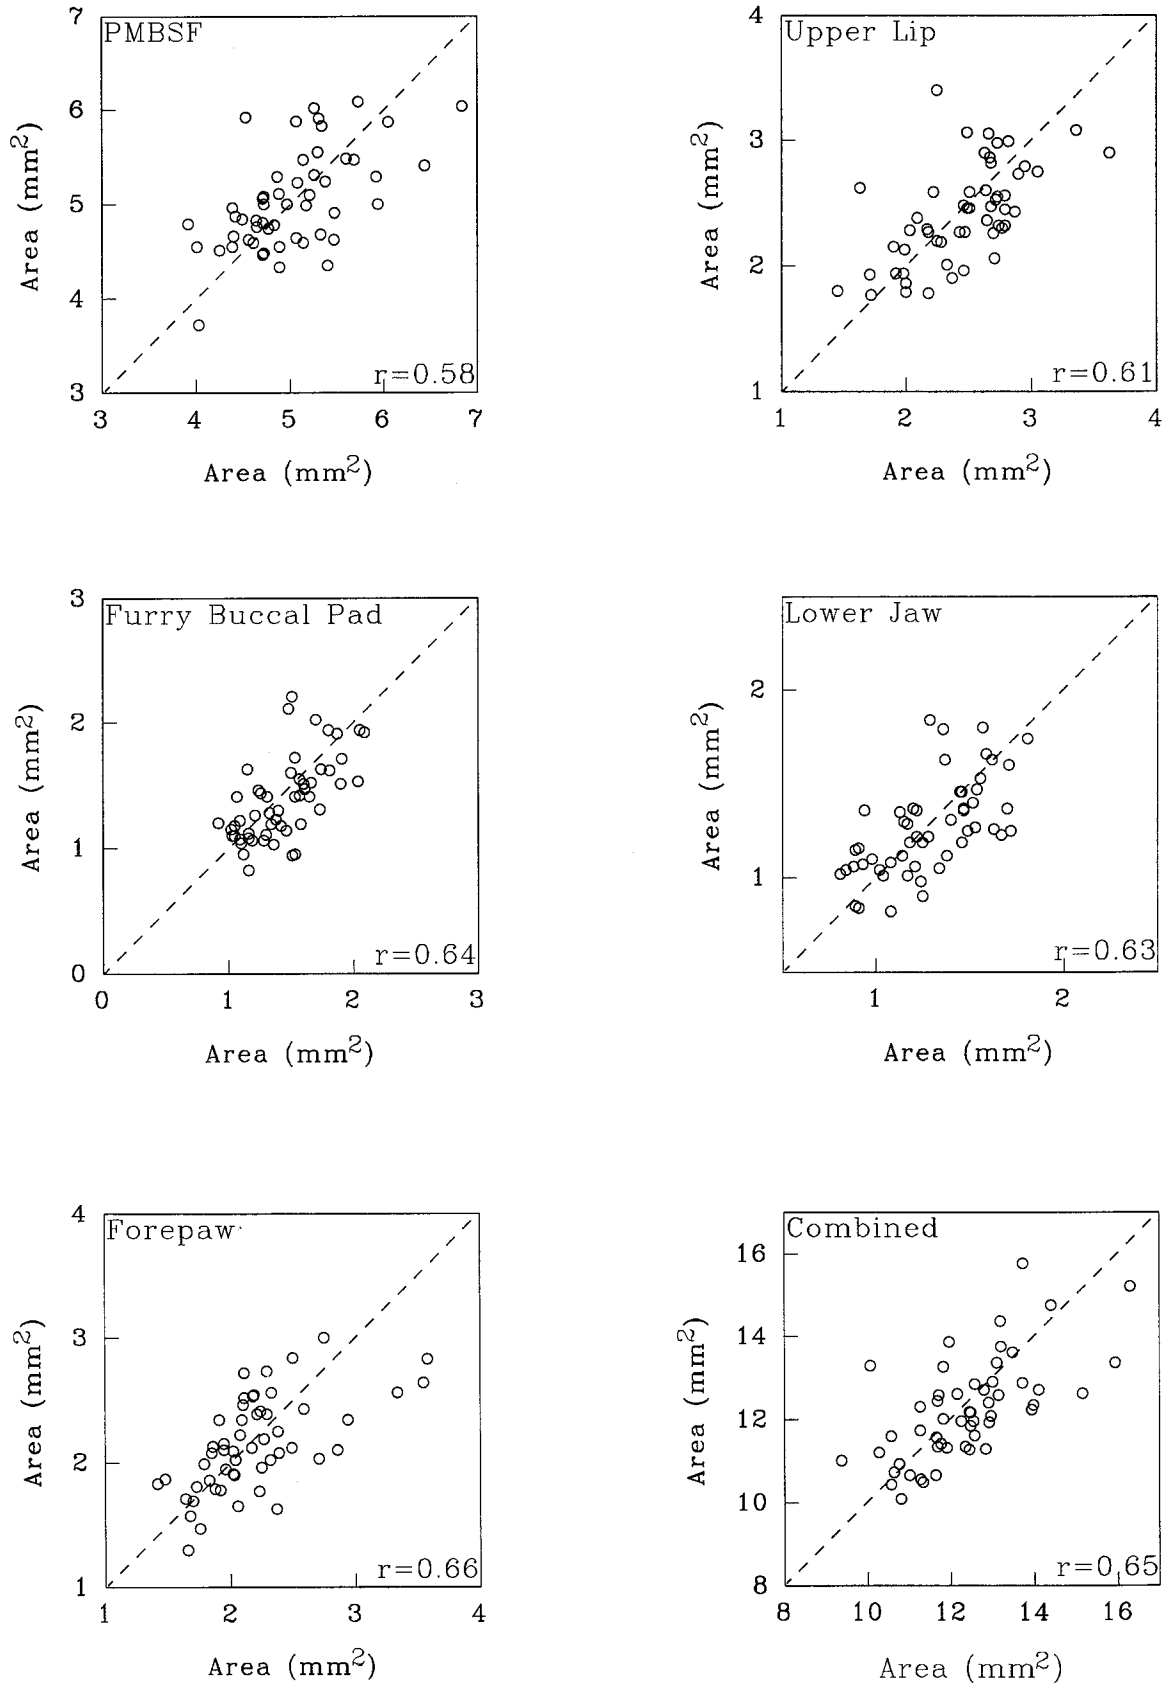 7
PMBSF
6
5
4
3
Area (mm²)
r=0.58
3 4 5 6 7
Area (mm²)
4
Upper Lip
3
2
1
Area (mm²)
r=0.61
1 2 3 4
Area (mm²)
3
Furry Buccal Pad
2
1
0
Area (mm²)
r=0.64
0 1 2 3
Area (mm²)
Lower Jaw
2
1
Area (mm²)
r=0.63
1 2
Area (mm²)
4
Forepaw
3
2
1
Area (mm²)
r=0.66
1 2 3 4
Area (mm²)
Combined
16
14
12
10
8
Area (mm²)
r=0.65
8 10 12 14 16
Area (mm²)